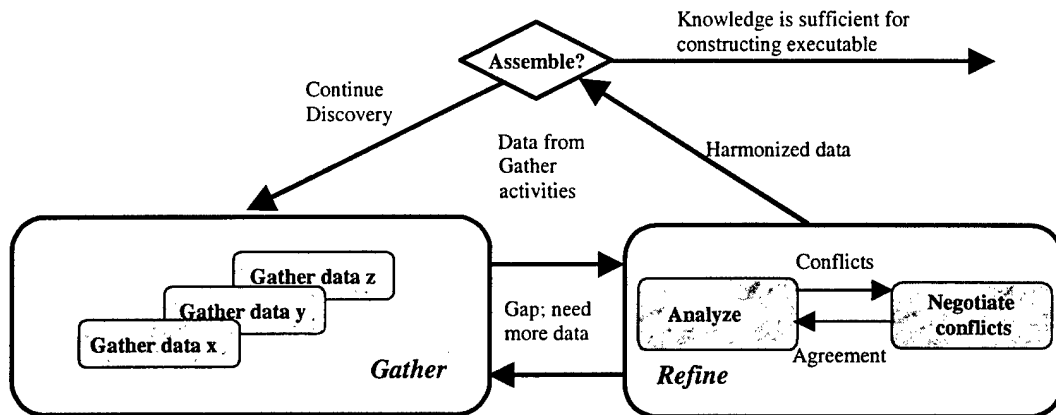 Knowledge is sufficient for
constructing executable
Assemble?
Continue
Discovery
Data from
Gather
activities
Harmonized data
Gather data z
Gather data y
Gather data x
Gather
Gap; need
more data
Conflicts
Analyze
Negotiate
conflicts
Agreement
Refine